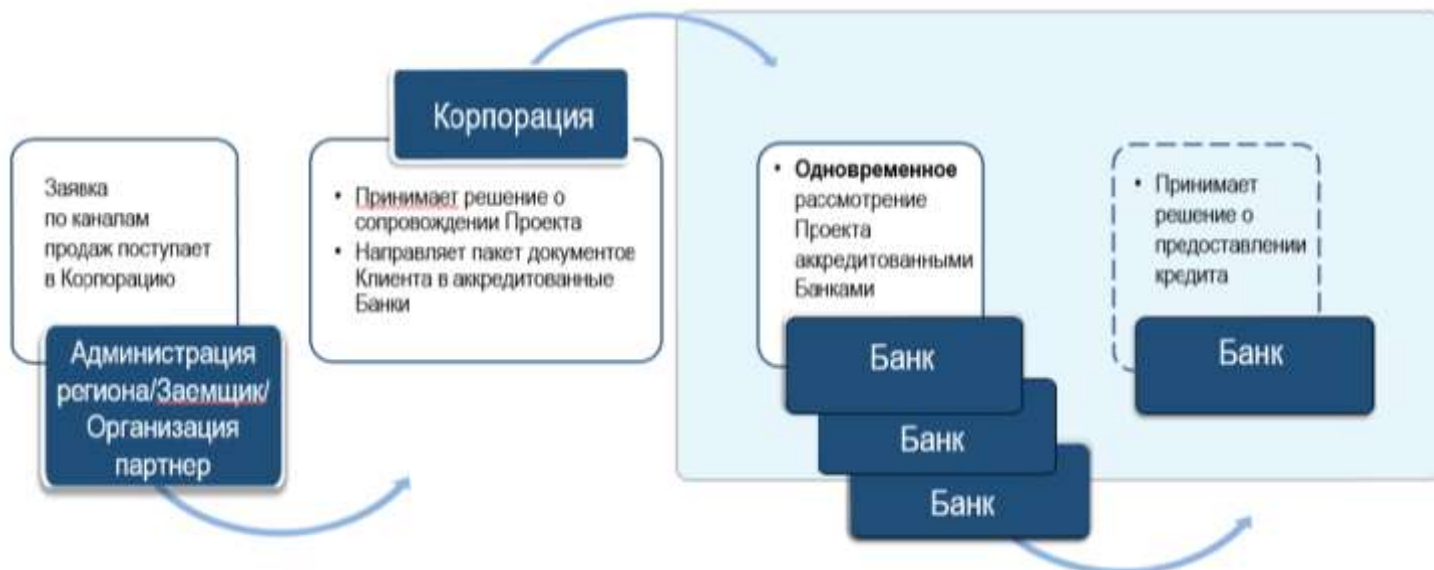 Заявка
по каналам
продаж поступает
в Корпорацию
Администрация
региона/Заемщик/
Организация
партнер
Корпорация
• Принимает решение о
сопровождении Проекта
• Направляет пакет документов
Клиента в аккредитованные
Банки
• Одновременное
рассмотрение
Проекта
аккредитованными
Банками
Банк
Банк
Банк
• Принимает
решение о
предоставлении
кредита
Банк